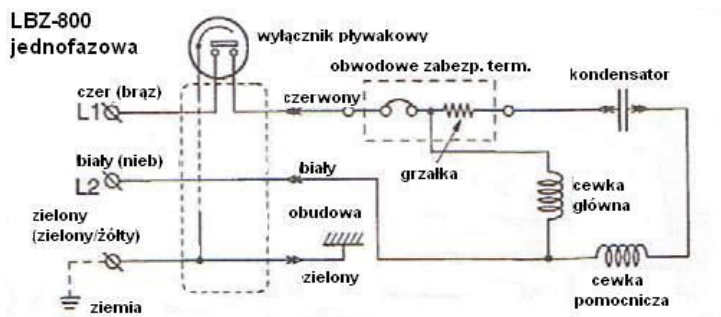 LBZ-800
jednofazowa
wyłącznik pływakowy
obwodowe zabezp. term.
kondensator
czer (brąz)
L1
czerwony
grzałka
biały (nieb)
L2
biały
cewka
główna
zielony
(zielony/żółty)
obudowa
zielony
ziemia
cewka
pomocnicza